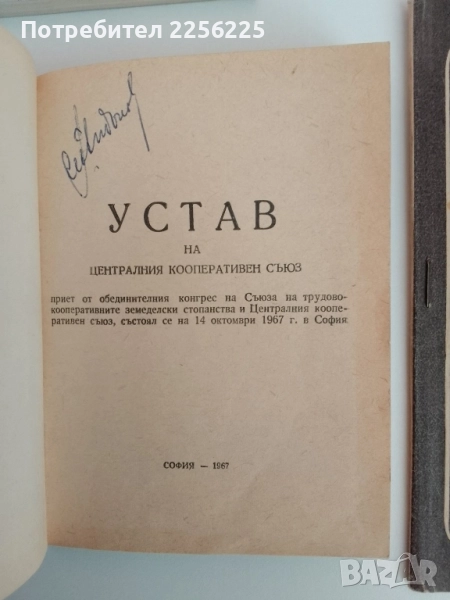 Потребител 2256225
УСТАВ
НА
ЦЕНТРАЛНИЯ КООПЕРАТИВЕН СЪЮЗ
приет от обединителния конгрес на Съюза на трудово-
кооперативните земеделски стопанства и Централния коопе-
ративен съюз, състоял се на 14 октомври 1967 г. в София
СОФИЯ — 1967
bazar